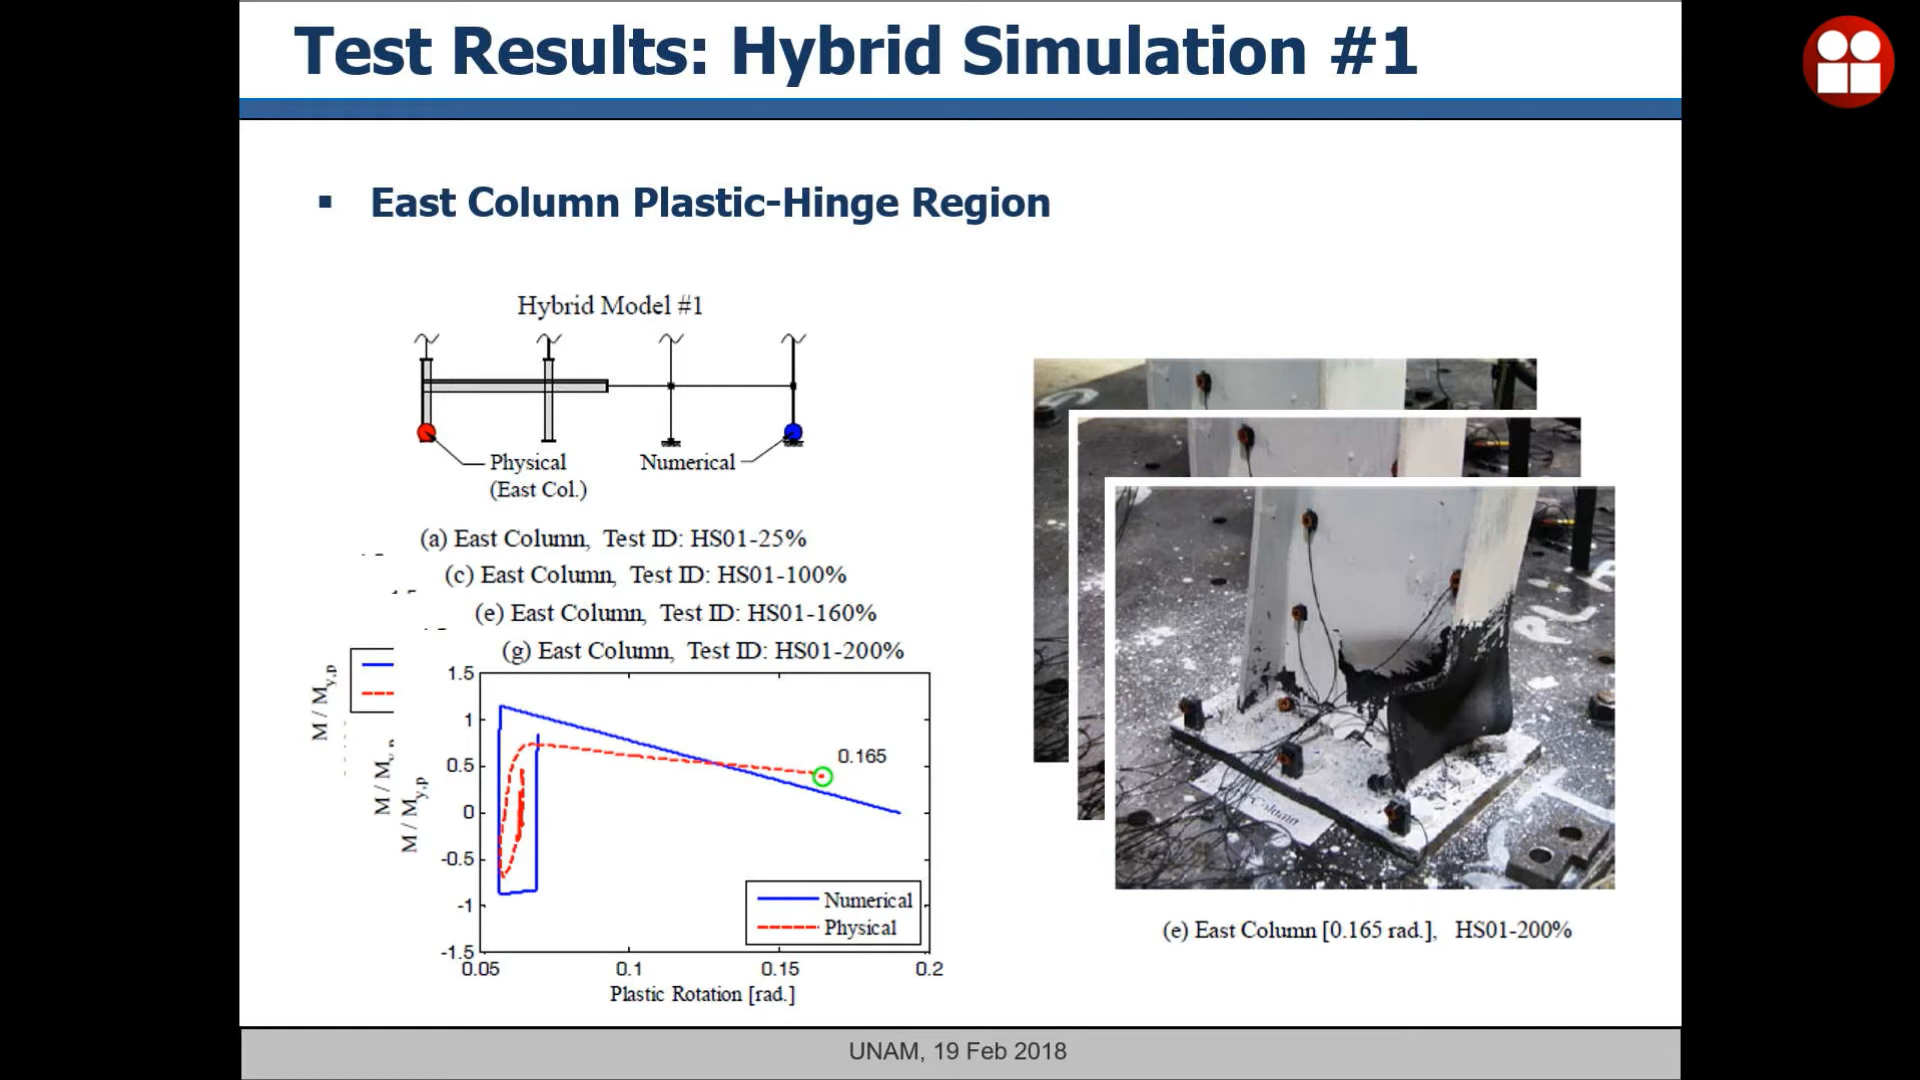 Test Results: Hybrid Simulation #1
▪ East Column Plastic-Hinge Region
Hybrid Model #1
Physical
(East Col.)
Numerical
(a) East Column, Test ID: HS01-25%
(c) East Column, Test ID: HS01-100%
(e) East Column, Test ID: HS01-160%
(g) East Column, Test ID: HS01-200%
M / My,p
M / My,p
1.5
1
0.5
0
-0.5
-1
-1.5
0.165
Numerical
Physical
0.05
0.1
0.15
0.2
Plastic Rotation [rad.]
Column
(e) East Column [0.165 rad.], HS01-200%
UNAM, 19 Feb 2018